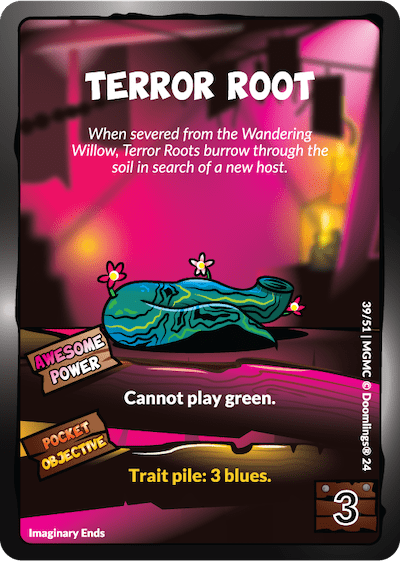 TERROR ROOT
When severed from the Wandering
Willow, Terror Roots burrow through the
soil in search of a new host.
AWESOME
POWER
Cannot play green.
POCKET
OBJECTIVE
Trait pile: 3 blues.
39/51 | MGMC © Doomlings® 24
3
Imaginary Ends